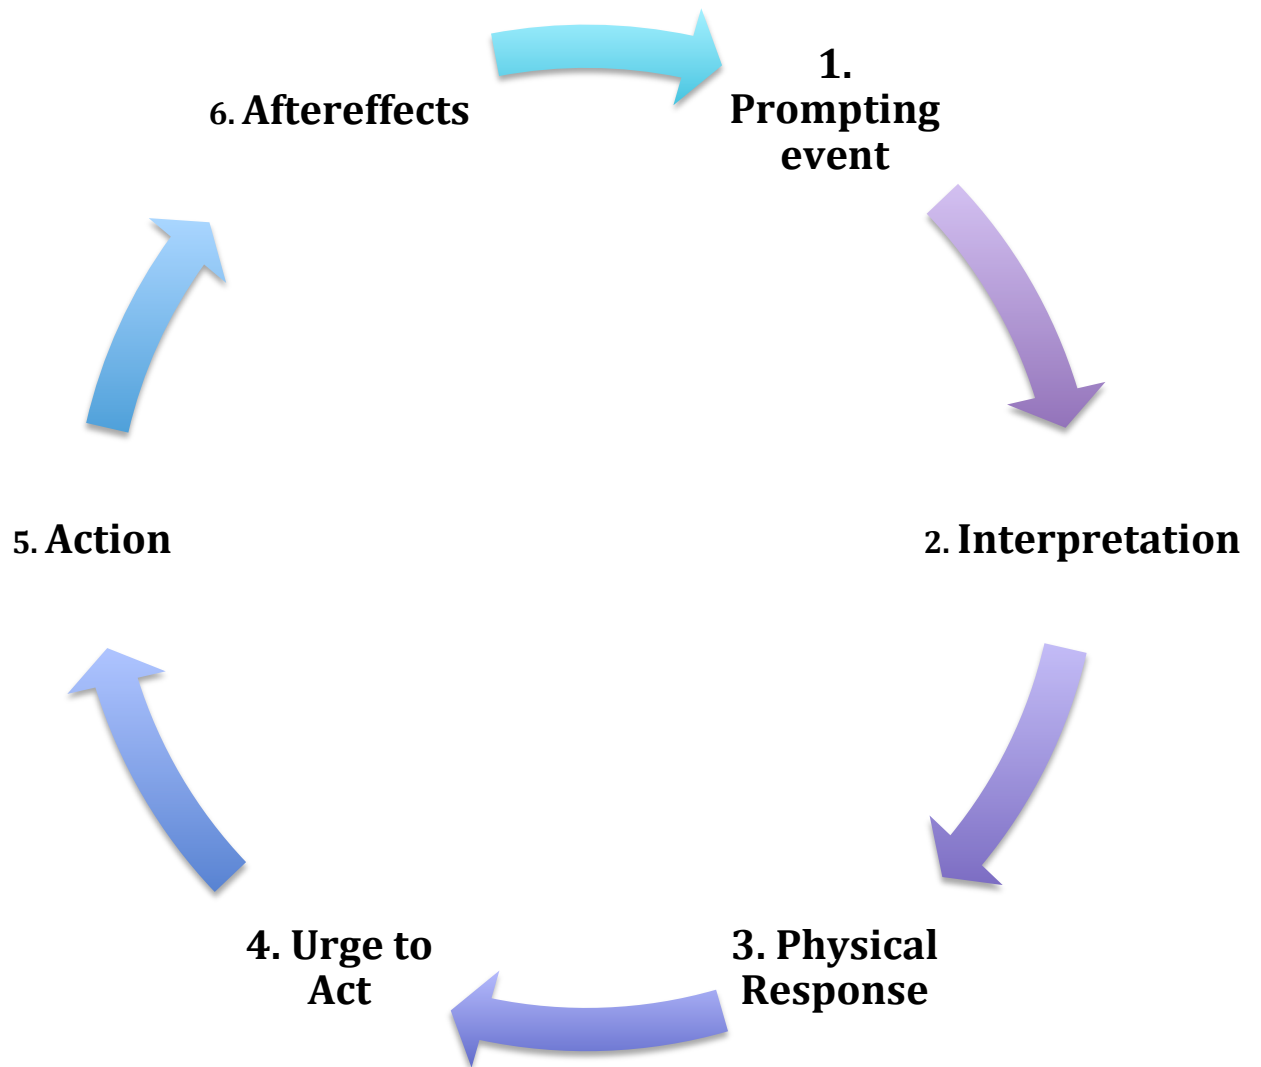 1.
Prompting
event
2. Interpretation
3. Physical
Response
4. Urge to
Act
5. Action
6. Aftereffects